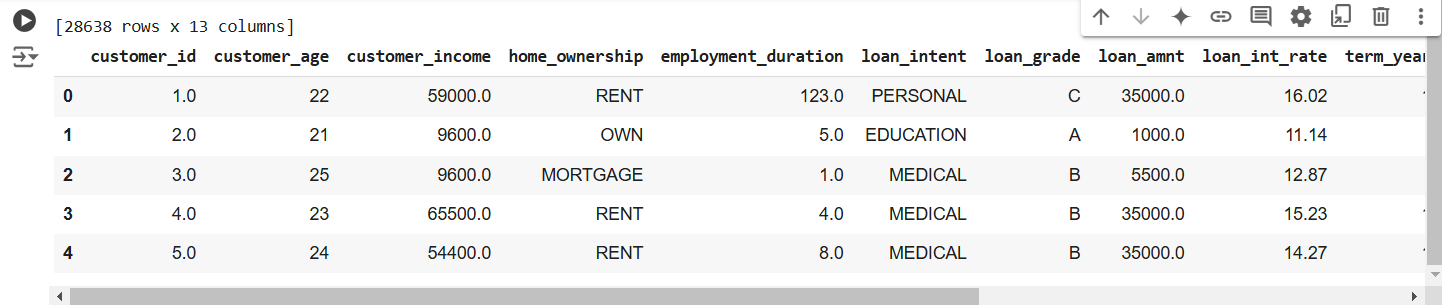 [28638 rows x 13 columns]
customer_id customer_age customer_income home_ownership employment_duration loan_intent loan_grade loan_amnt loan_int_rate term_year
0 1.0 22 59000.0 RENT 123.0 PERSONAL C 35000.0 16.02
1 2.0 21 9600.0 OWN 5.0 EDUCATION A 1000.0 11.14
2 3.0 25 9600.0 MORTGAGE 1.0 MEDICAL B 5500.0 12.87
3 4.0 23 65500.0 RENT 4.0 MEDICAL B 35000.0 15.23
4 5.0 24 54400.0 RENT 8.0 MEDICAL B 35000.0 14.27